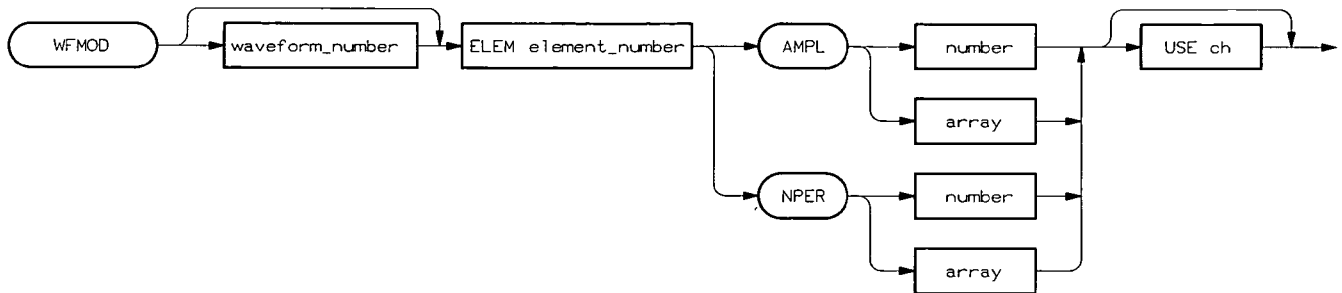 WFMOD
waveform_number
ELEM element_number
AMPL
number
USE ch
array
NPER
number
array